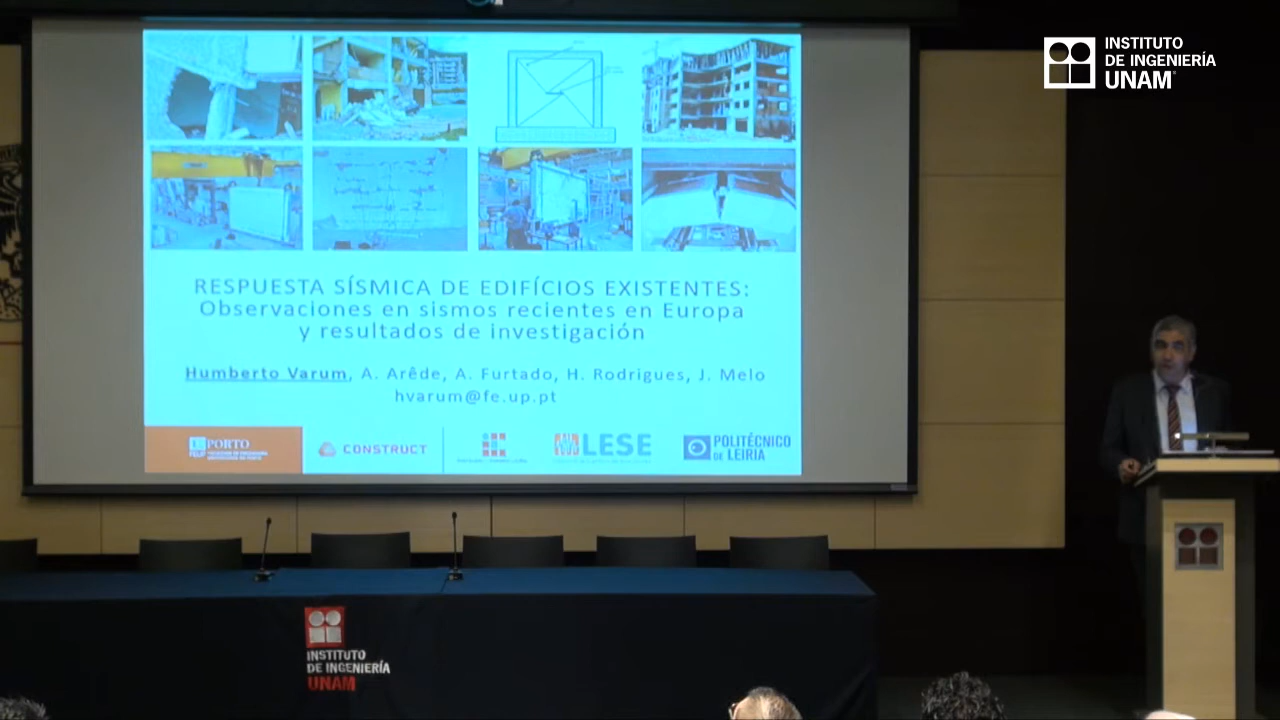 INSTITUTO
DE INGENIERÍA
UNAM
RESPUESTA SÍSMICA DE EDIFÍCIOS EXISTENTES:
Observaciones en sismos recientes en Europa
y resultados de investigación
Humberto Varum, A. Arêde, A. Furtado, H. Rodrigues, J. Melo
hvarum@fe.up.pt
PORTO
CONSTRUCT
LESE
POLITÉCNICO
DE LEIRIA
INSTITUTO
DE INGENIERÍA
UNAM